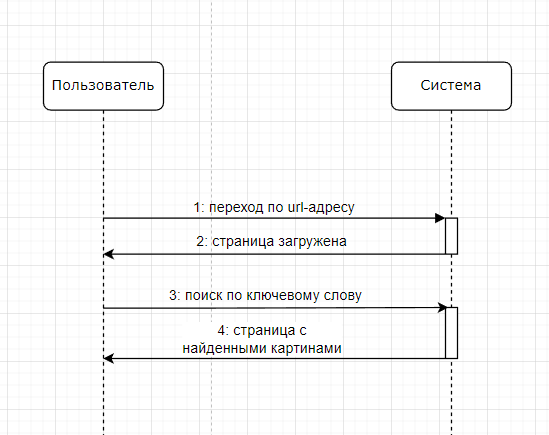 Пользователь
Система
1: переход по url-адресу
2: страница загружена
3: поиск по ключевому слову
4: страница с
найденными картинами